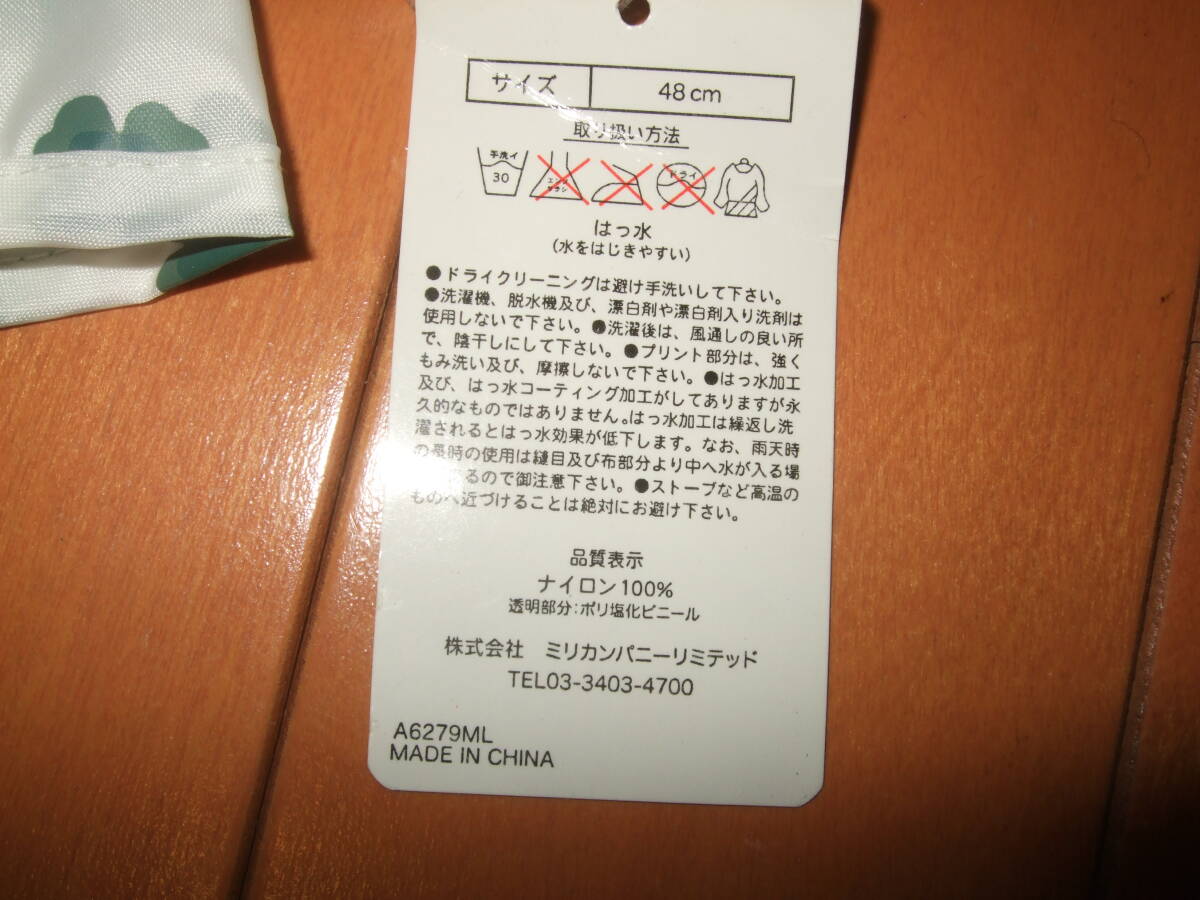 サイズ 48cm
取り扱い方法
手洗イ 30 エンソ サラシ ドライ
はっ水
(水をはじきやすい)
●ドライクリーニングは避け手洗いして下さい。
●洗濯機、脱水機及び、漂白剤や漂白剤入り洗剤は
使用しないで下さい。●洗濯後は、風通しの良い所
で、陰干しにして下さい。●プリント部分は、強く
もみ洗い及び、摩擦しないで下さい。●はっ水加工
及び、はっ水コーティング加工がしてありますが永
久的なものではありません。はっ水加工は繰返し洗
濯されるとはっ水効果が低下します。なお、雨天時
の長時の使用は縫目及び布部分より中へ水が入る場
るので御注意下さい。●ストーブなど高温の
ものへ近づけることは絶対にお避け下さい。
品質表示
ナイロン100%
透明部分:ポリ塩化ビニール
株式会社 ミリカンパニーリミテッド
TEL03-3403-4700
A6279ML
MADE IN CHINA